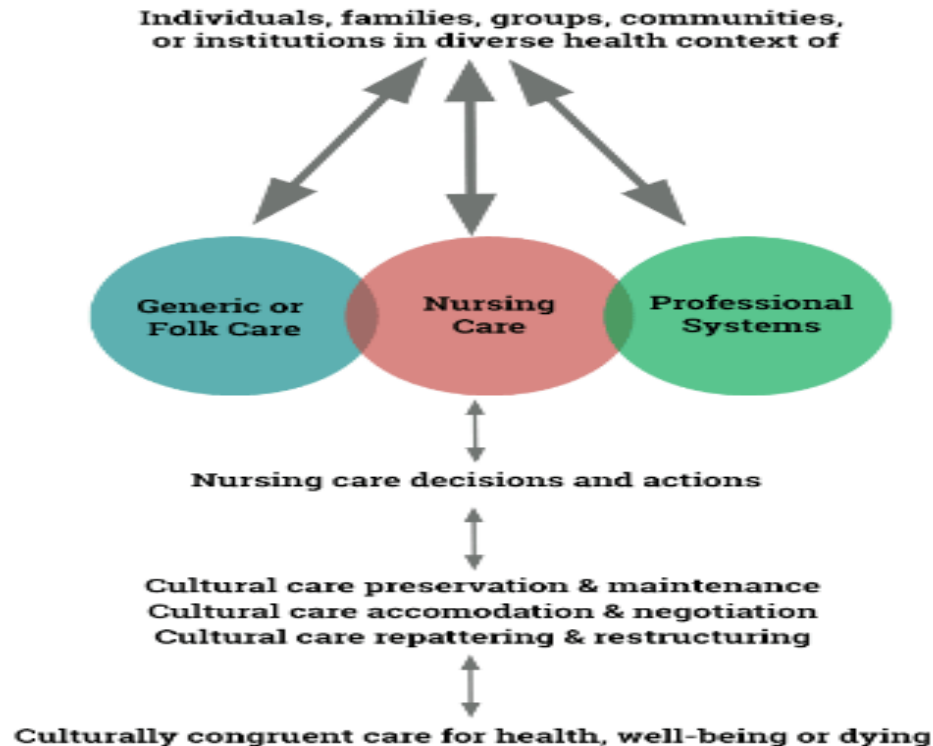 Individuals, families, groups, communities,
or institutions in diverse health context of
Generic or
Folk Care
Nursing
Care
Professional
Systems
Nursing care decisions and actions
Cultural care preservation & maintenance
Cultural care accomodation & negotiation
Cultural care repattering & restructuring
Culturally congruent care for health, well-being or dying